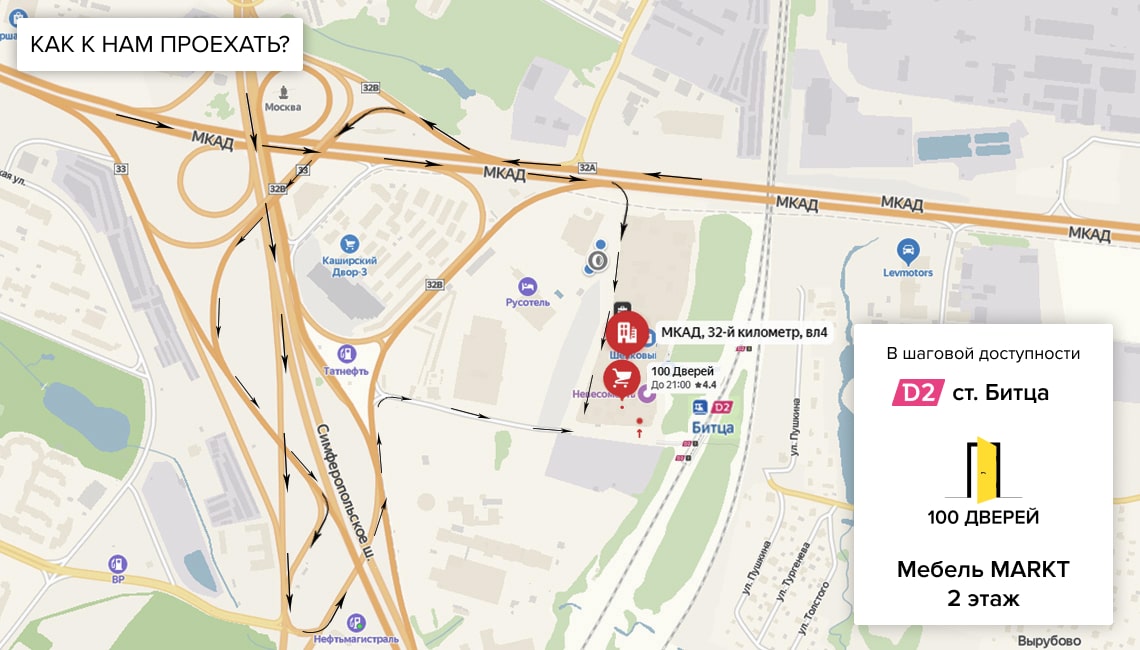 КАК К НАМ ПРОЕХАТЬ?
32В
Москва
МКАД
33
33
32В
32А
МКАД
МКАД
МКАД
МКАД
Каширский
Двор-3
32В
Русотель
Levmotors
МКАД, 32-й километр, вл4
Татнефть
100 Дверей
До 21:00 ★4.4
D2
Битца
ул. Пушкина
Симферопольское ш.
ВР
ул. Пушкина
ул. Тургенева
ул. Толстого
Нефтьмагистраль
Вырубово
В шаговой доступности
D2 ст. Битца
100 ДВЕРЕЙ
Мебель MARKT
2 этаж